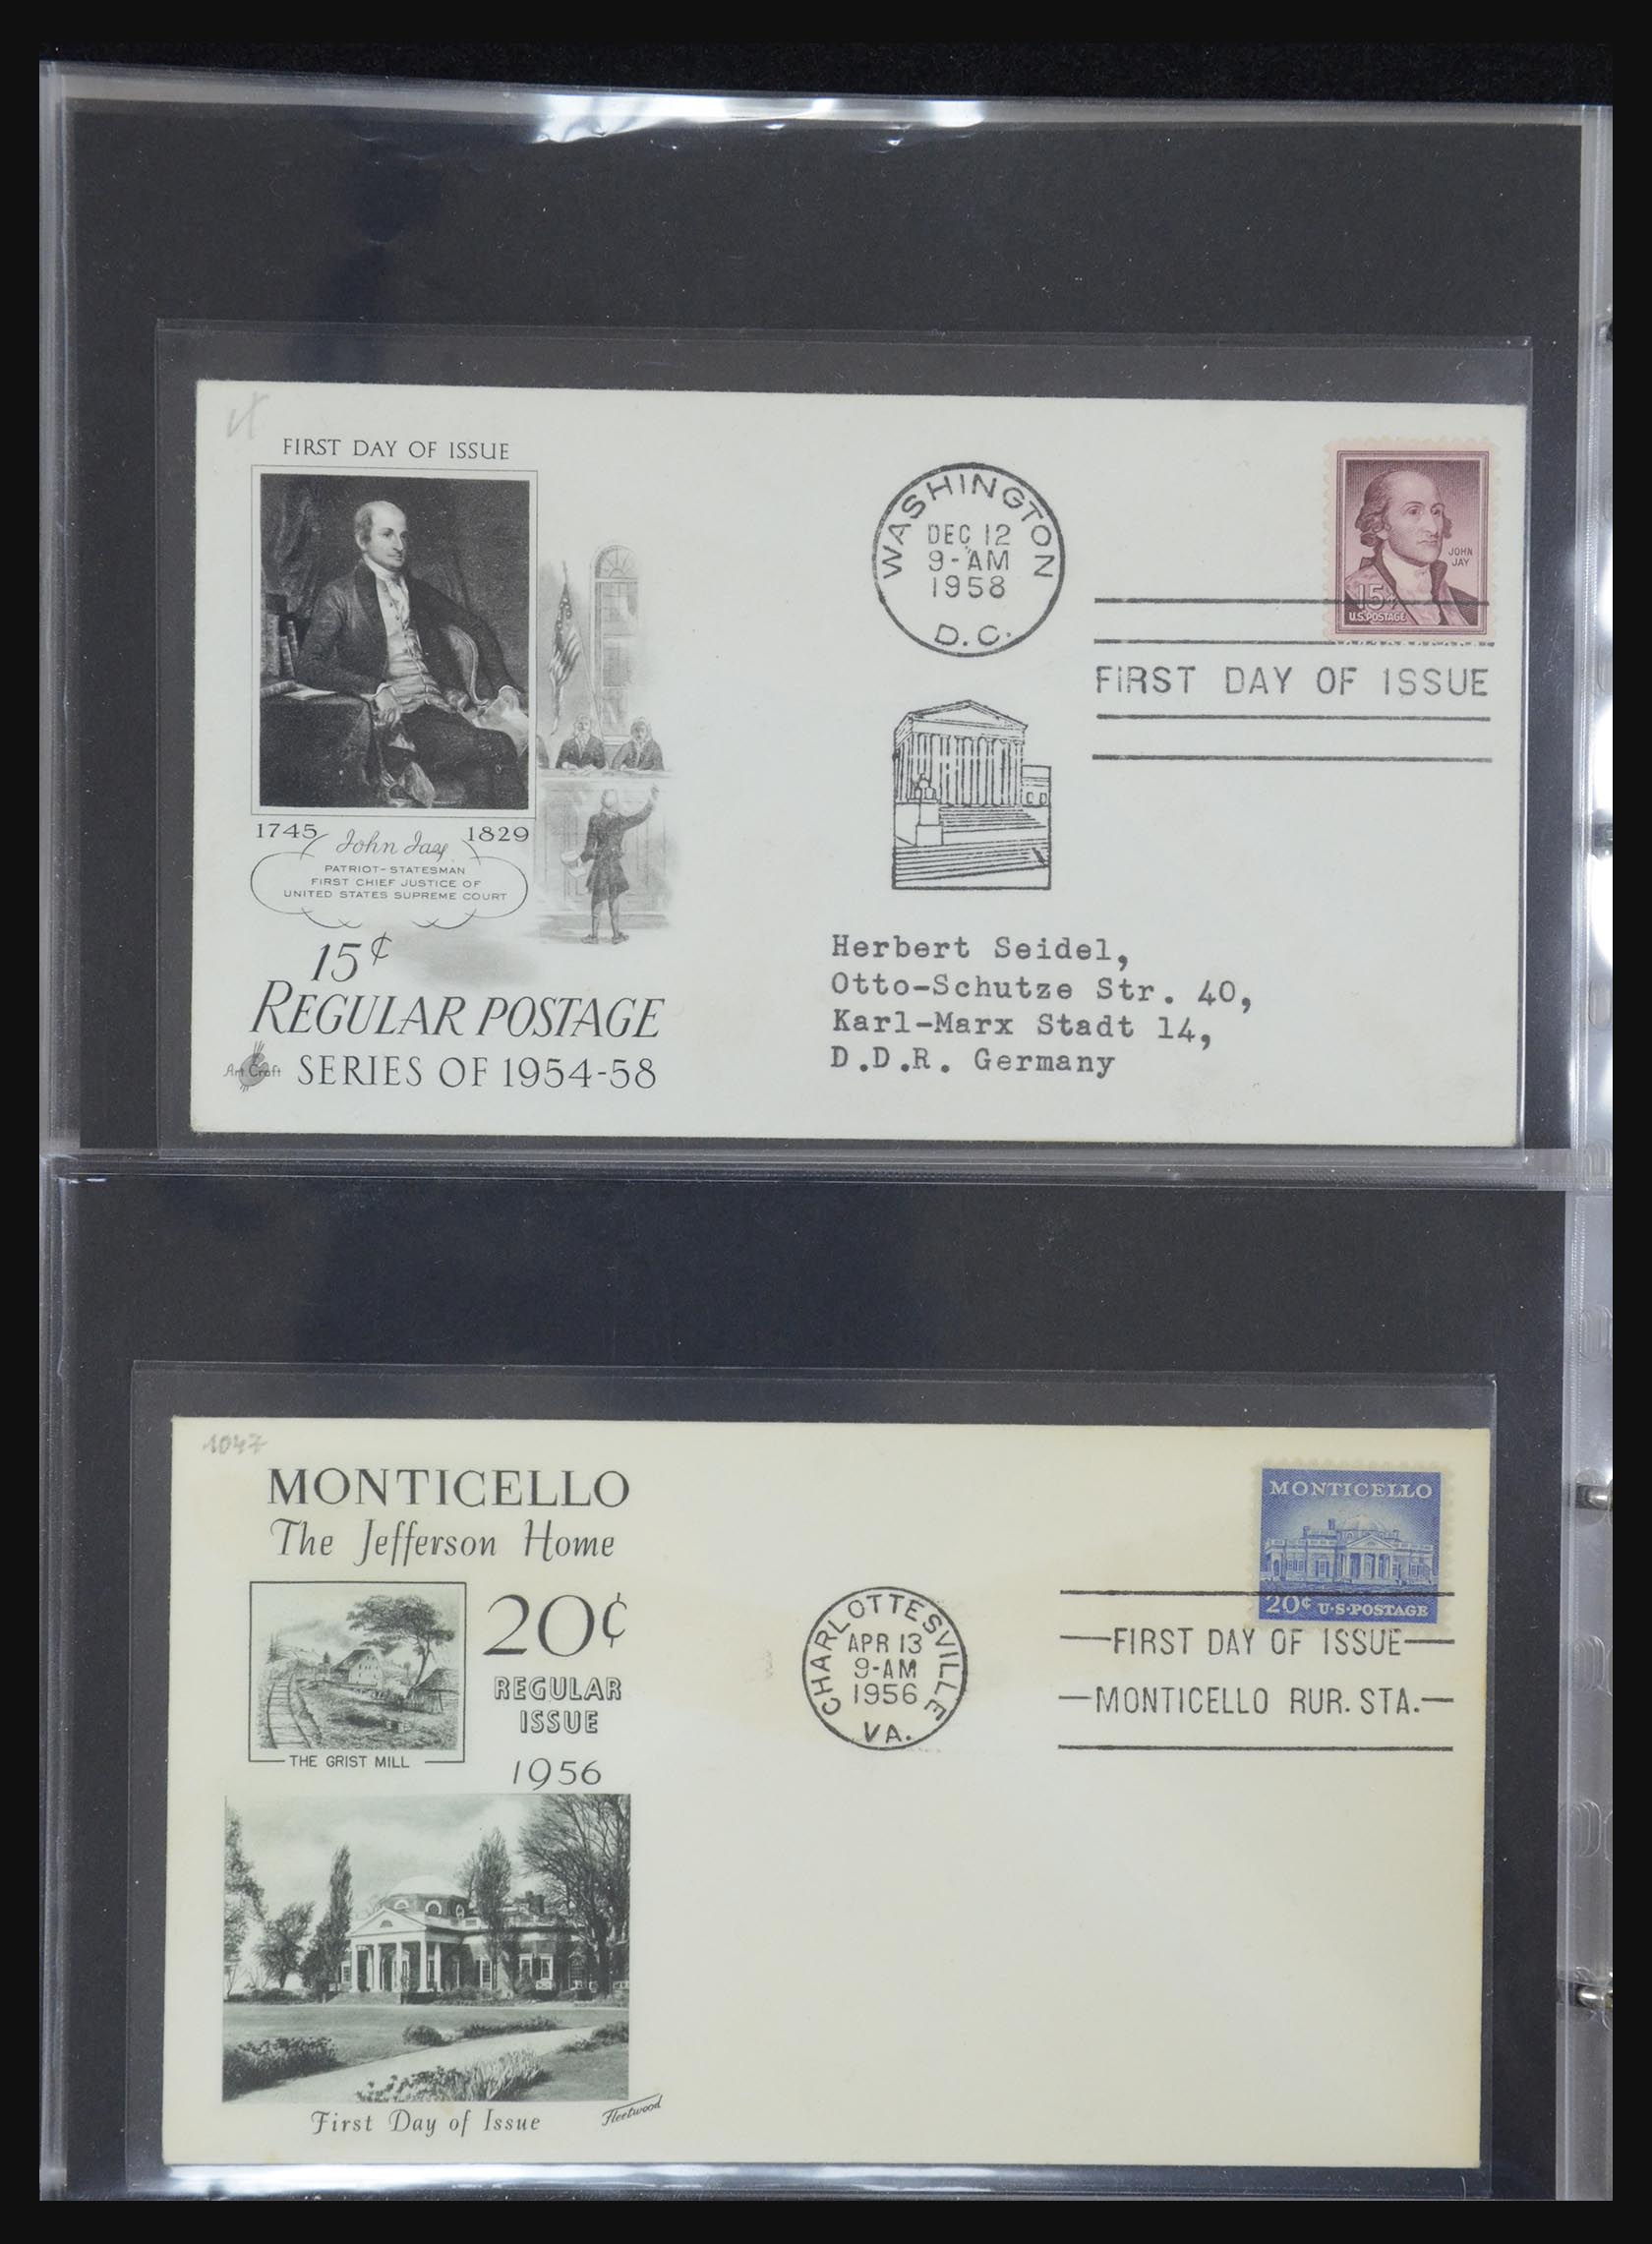 FIRST DAY OF ISSUE
1745 1829
John Jay
PATRIOT-STATESMAN
FIRST CHIEF JUSTICE OF
UNITED STATES SUPREME COURT
15¢
REGULAR POSTAGE
SERIES OF 1954-58
Art Craft
WASHINGTON
DEC 12
9-AM
1958
D.C.
JOHN
JAY
15¢
U.S.POSTAGE
FIRST DAY OF ISSUE
Herbert Seidel,
Otto-Schutze Str. 40,
Karl-Marx Stadt 14,
D.D.R. Germany
1047
MONTICELLO
The Jefferson Home
20¢
REGULAR
ISSUE
1956
THE GRIST MILL
First Day of Issue
Fleetwood
CHARLOTTESVILLE
APR 13
9-AM
1956
VA.
MONTICELLO
20¢ U·S·POSTAGE
FIRST DAY OF ISSUE
MONTICELLO RUR. STA.